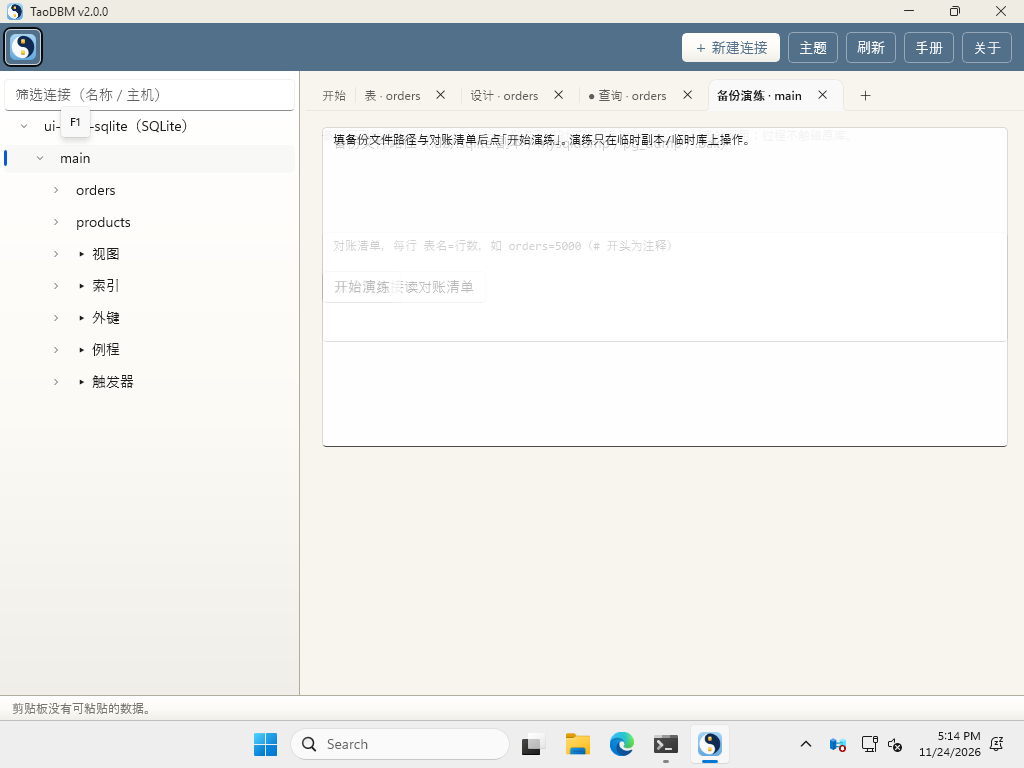 TaoDBM v2.0.0
+ 新建连接
主题
刷新
手册
关于
筛选连接（名称 / 主机）
F1
ui-
-sqlite（SQLite）
main
orders
products
视图
索引
外键
例程
触发器
开始
表 · orders
设计 · orders
● 查询 · orders
备份演练 · main
填备份文件路径与对账清单后点「开始演练」。演练只在临时副本/临时库上操作。
对账清单, 每行 表名=行数, 如 orders=5000 (# 开头为注释)
开始演练
读对账清单
剪贴板没有可粘贴的数据。
Search
5:14 PM
11/24/2026